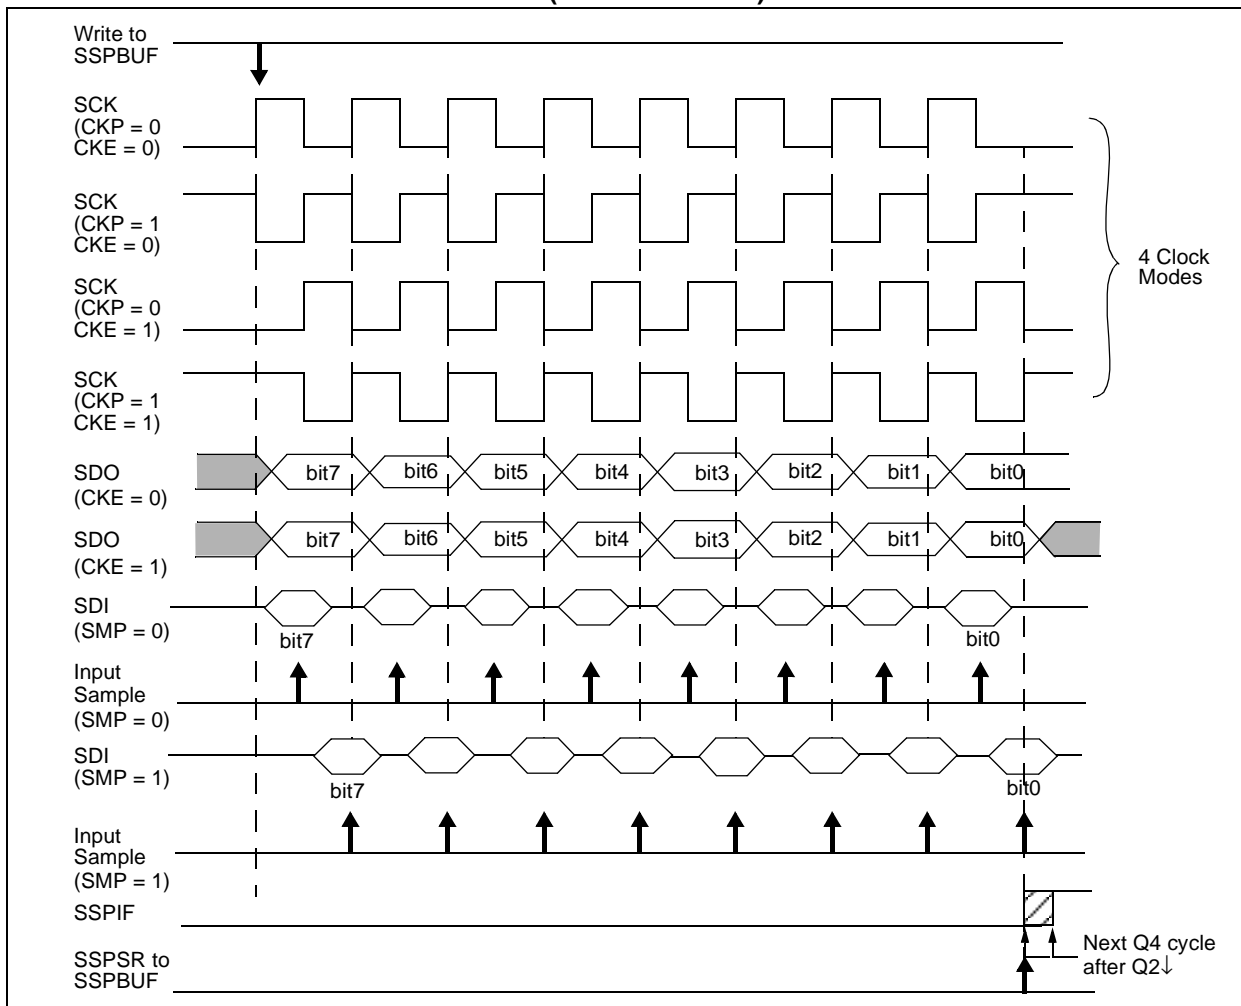 Write to
SSPBUF
SCK
(CKP = 0
CKE = 0)
SCK
(CKP = 1
CKE = 0)
SCK
(CKP = 0
CKE = 1)
SCK
(CKP = 1
CKE = 1)
4 Clock
Modes
SDO
(CKE = 0)
bit7 bit6 bit5 bit4 bit3 bit2 bit1 bit0
SDO
(CKE = 1)
bit7 bit6 bit5 bit4 bit3 bit2 bit1 bit0
SDI
(SMP = 0)
bit7 bit0
Input
Sample
(SMP = 0)
SDI
(SMP = 1)
bit7 bit0
Input
Sample
(SMP = 1)
SSPIF
SSPSR to
SSPBUF
Next Q4 cycle
after Q2↓